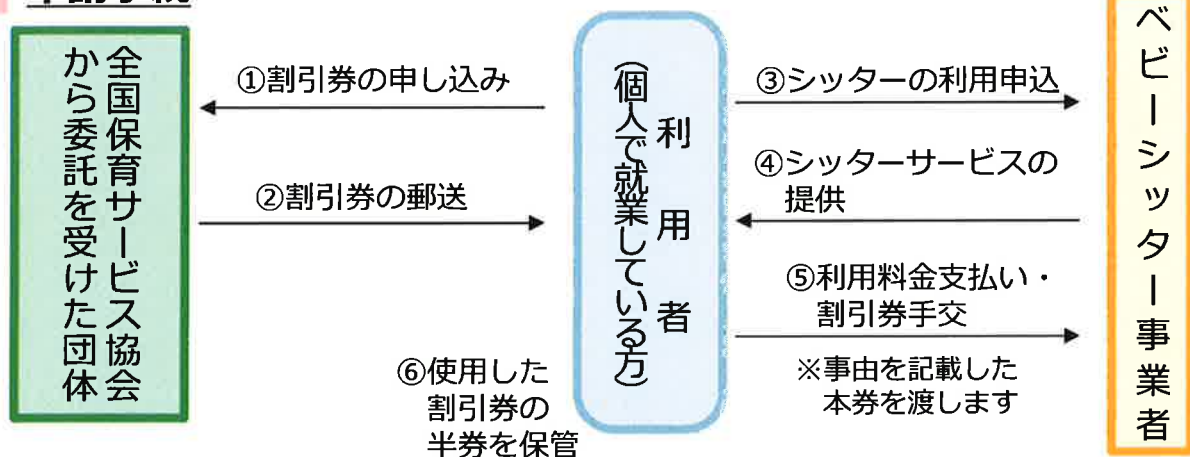 全国保育サービス協会
から委託を受けた団体
①割引券の申し込み
②割引券の郵送
利用者
(個人で就業している方)
③シッターの利用申込
④シッターサービスの
提供
⑤利用料金支払い・
割引券手交
※事由を記載した
本券を渡します
⑥使用した
割引券の
半券を保管
ベビーシッター事業者